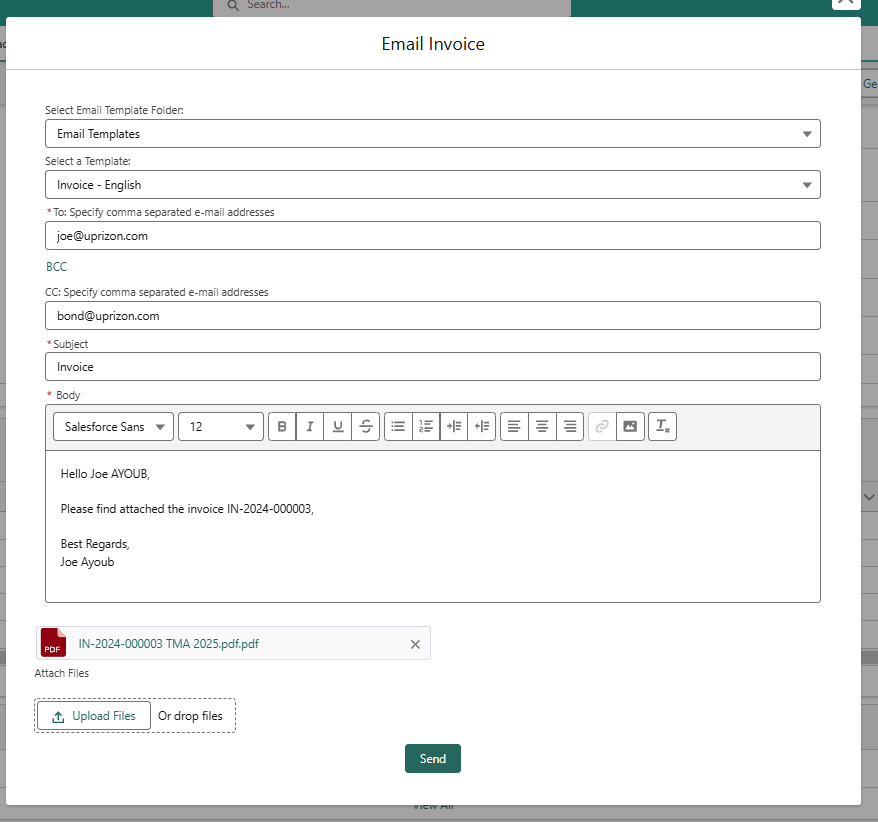 Search...
Email Invoice
Ge
Select Email Template Folder:
Email Templates
Select a Template:
Invoice - English
*To: Specify comma separated e-mail addresses
joe@uprizon.com
BCC
CC: Specify comma separated e-mail addresses
bond@uprizon.com
*Subject
Invoice
* Body
Salesforce Sans 12 B I U S
Hello Joe AYOUB,
Please find attached the invoice IN-2024-000003,
Best Regards,
Joe Ayoub
PDF IN-2024-000003 TMA 2025.pdf.pdf
Attach Files
Upload Files Or drop files
Send
View All